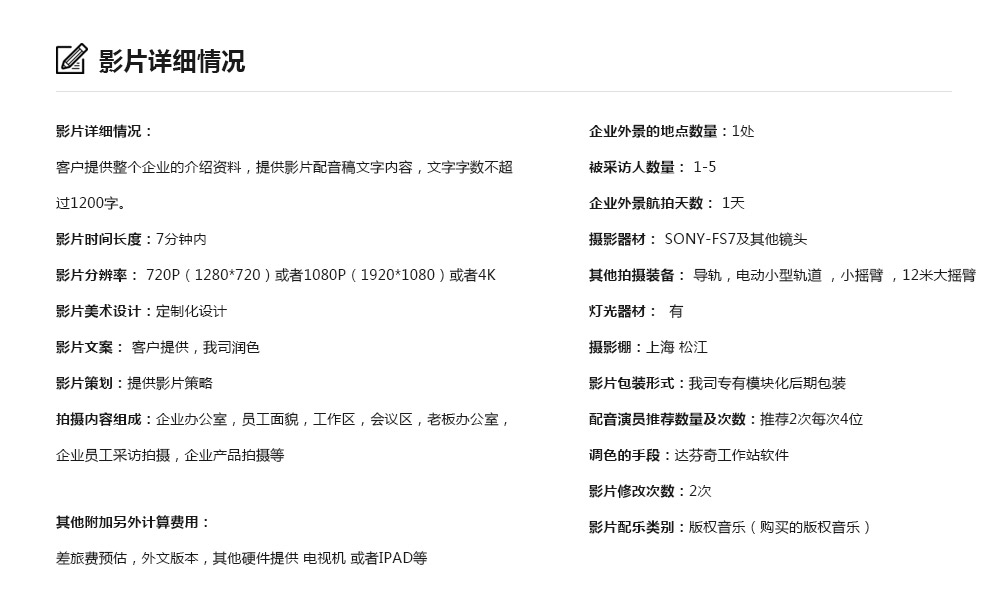 影片详细情况
影片详细情况：
客户提供整个企业的介绍资料，提供影片配音稿文字内容，文字字数不超
过1200字。
影片时间长度：7分钟内
影片分辨率： 720P（1280*720）或者1080P（1920*1080）或者4K
影片美术设计：定制化设计
影片文案： 客户提供，我司润色
影片策划：提供影片策略
拍摄内容组成：企业办公室，员工面貌，工作区，会议区，老板办公室，
企业员工采访拍摄，企业产品拍摄等
其他附加另外计算费用：
差旅费预估，外文版本，其他硬件提供 电视机 或者IPAD等
企业外景的地点数量：1处
被采访人数量： 1-5
企业外景航拍天数： 1天
摄影器材： SONY-FS7及其他镜头
其他拍摄装备： 导轨，电动小型轨道 ，小摇臂 ，12米大摇臂
灯光器材： 有
摄影棚：上海 松江
影片包装形式：我司专有模块化后期包装
配音演员推荐数量及次数：推荐2次每次4位
调色的手段：达芬奇工作站软件
影片修改次数：2次
影片配乐类别：版权音乐（购买的版权音乐）